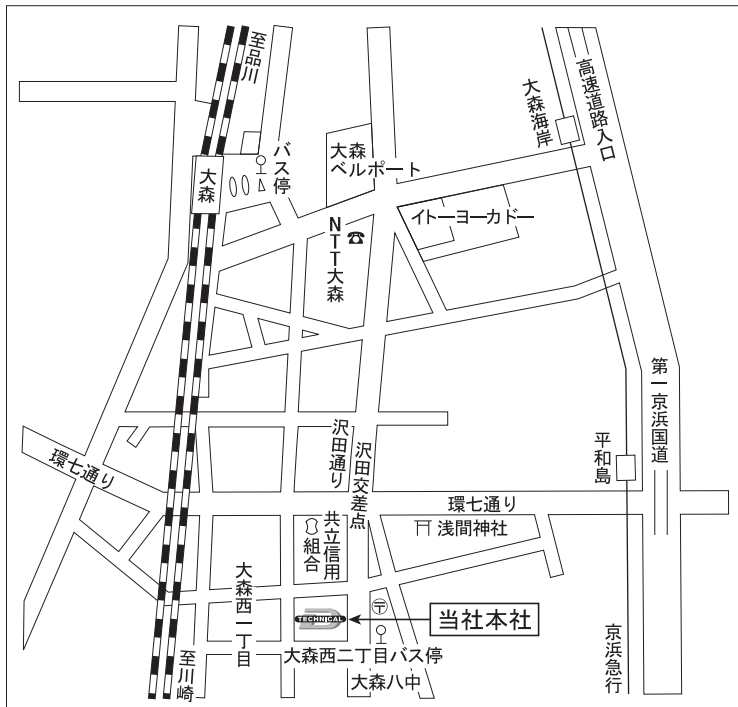 至品川
高速道路入口
大森海岸
バス停
大森
ベルポート
大森
イトーヨーカドー
NTT大森
第一京浜国道
沢田通り
沢田交差点
平和島
環七通り
環七通り
浅間神社
共立信用
組合
大森西一丁目
TECHNICAL
当社本社
大森西二丁目バス停
至川崎
大森八中
京浜急行